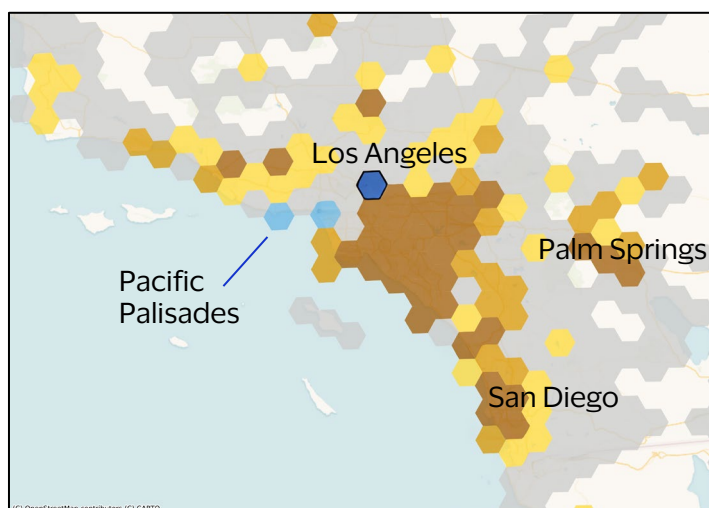 Los Angeles
Palm Springs
Pacific
Palisades
San Diego
(C) OpenStreetMap contributors (C) CARTO